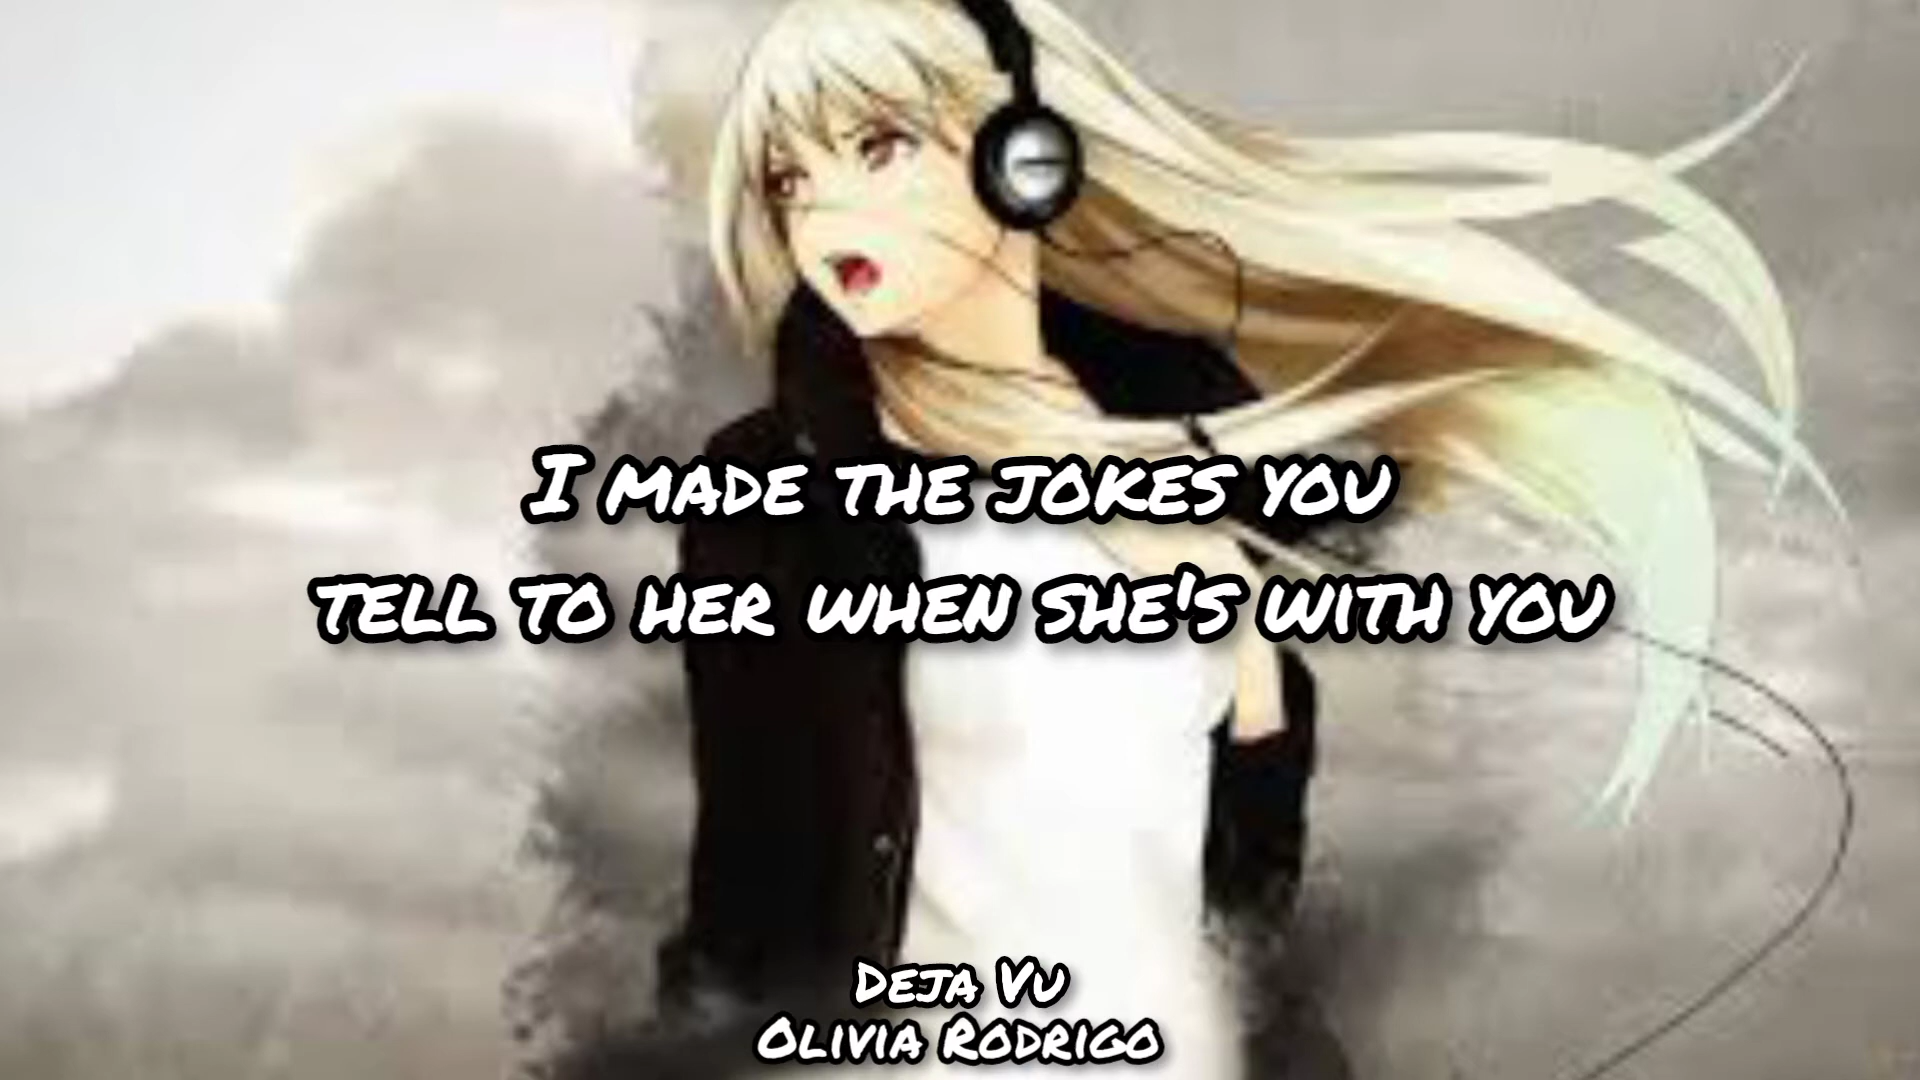 I made the jokes you
tell to her when she's with you
Deja Vu
Olivia Rodrigo